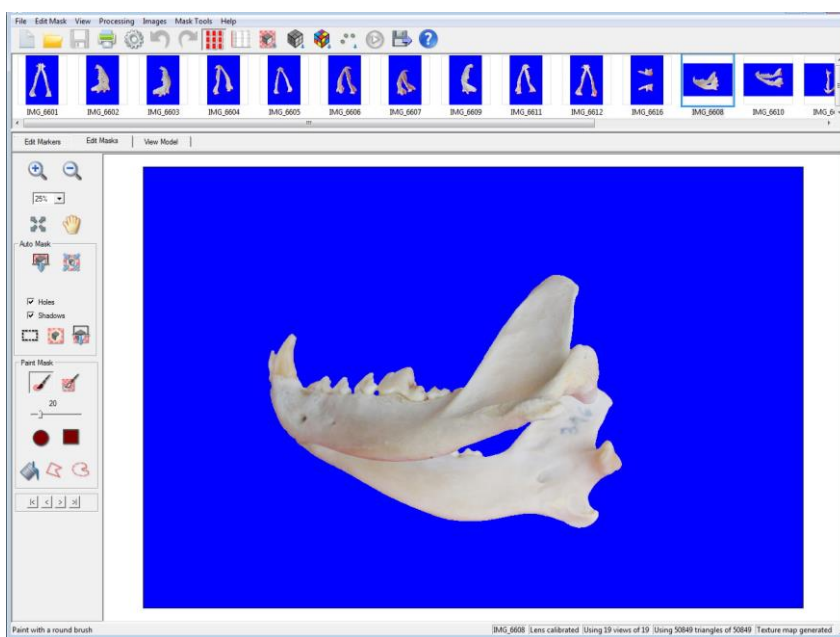 File Edit Mask View Processing Images Mask Tools Help
IMG_6601 IMG_6602 IMG_6603 IMG_6604 IMG_6605 IMG_6606 IMG_6607 IMG_6609 IMG_6611 IMG_6612 IMG_6616 IMG_6608 IMG_6610
Edit Markers Edit Masks View Model
25%
Auto Mask
Holes
Shadows
Paint Mask
20
Paint with a round brush IMG_6608 Lens calibrated Using 19 views of 19 Using 50849 triangles of 50849 Texture map generated